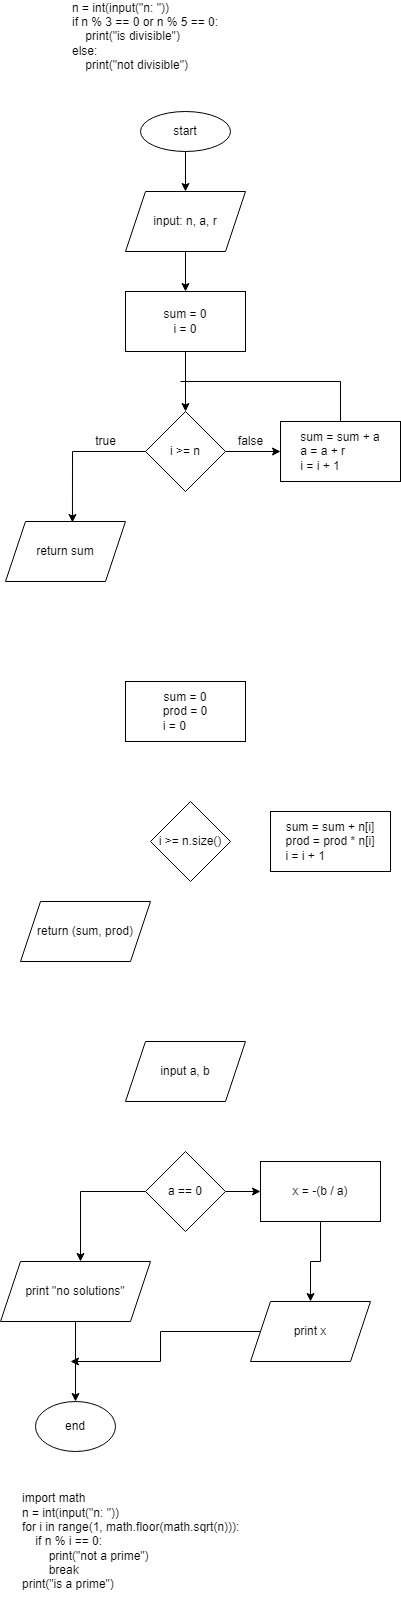 n = int(input("n: "))
if n % 3 == 0 or n % 5 == 0:
    print("is divisible")
else:
    print("not divisible")
start
input: n, a, r
sum = 0
i = 0
true
i >= n
false
sum = sum + a
a = a + r
i = i + 1
return sum
sum = 0
prod = 0
i = 0
i >= n.size()
sum = sum + n[i]
prod = prod * n[i]
i = i + 1
return (sum, prod)
input a, b
a == 0
x = -(b / a)
print "no solutions"
print x
end
import math
n = int(input("n: "))
for i in range(1, math.floor(math.sqrt(n))):
    if n % i == 0:
        print("not a prime")
        break
print("is a prime")